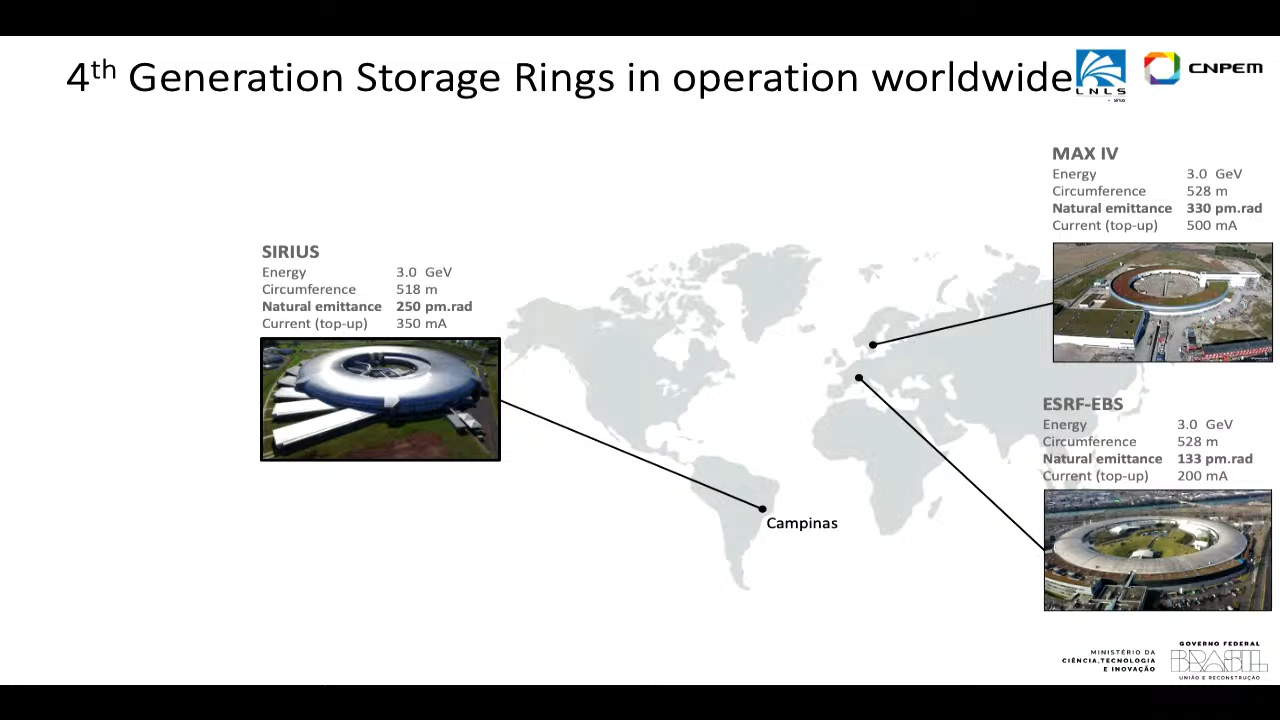 4th Generation Storage Rings in operation worldwide
LNLS
sirius
CNPEM
MAX IV
Energy 3.0 GeV
Circumference 528 m
Natural emittance 330 pm.rad
Current (top-up) 500 mA
SIRIUS
Energy 3.0 GeV
Circumference 518 m
Natural emittance 250 pm.rad
Current (top-up) 350 mA
ESRF-EBS
Energy 3.0 GeV
Circumference 528 m
Natural emittance 133 pm.rad
Current (top-up) 200 mA
Campinas
MINISTÉRIO DA
CIÊNCIA, TECNOLOGIA
E INOVAÇÃO
GOVERNO FEDERAL
BRASIL
UNIÃO E RECONSTRUÇÃO